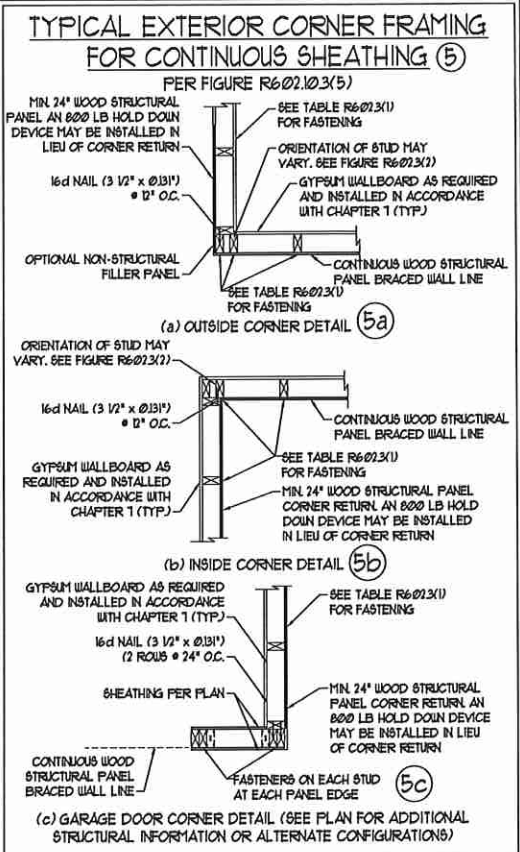 TYPICAL EXTERIOR CORNER FRAMING
FOR CONTINUOUS SHEATHING 5
PER FIGURE R602.10.3(5)
MIN. 24" WOOD STRUCTURAL
PANEL AN 800 LB HOLD DOWN
DEVICE MAY BE INSTALLED IN
LIEU OF CORNER RETURN
SEE TABLE R602.3(1)
FOR FASTENING
ORIENTATION OF STUD MAY
VARY. SEE FIGURE R602.3(2)
16d NAIL (3 1/2" x Ø.131")
@ 12" O.C.
GYPSUM WALLBOARD AS REQUIRED
AND INSTALLED IN ACCORDANCE
WITH CHAPTER 7 (TYP.)
OPTIONAL NON-STRUCTURAL
FILLER PANEL
CONTINUOUS WOOD STRUCTURAL
PANEL BRACED WALL LINE
SEE TABLE R602.3(1)
FOR FASTENING
(a) OUTSIDE CORNER DETAIL 5a
ORIENTATION OF STUD MAY
VARY. SEE FIGURE R602.3(2)
16d NAIL (3 1/2" x Ø.131")
@ 12" O.C.
CONTINUOUS WOOD STRUCTURAL
PANEL BRACED WALL LINE
SEE TABLE R602.3(1)
FOR FASTENING
GYPSUM WALLBOARD AS
REQUIRED AND INSTALLED
IN ACCORDANCE WITH
CHAPTER 7 (TYP.)
MIN. 24" WOOD STRUCTURAL PANEL
CORNER RETURN. AN 800 LB HOLD
DOWN DEVICE MAY BE INSTALLED
IN LIEU OF CORNER RETURN
(b) INSIDE CORNER DETAIL 5b
GYPSUM WALLBOARD AS REQUIRED
AND INSTALLED IN ACCORDANCE
WITH CHAPTER 7 (TYP.)
SEE TABLE R602.3(1)
FOR FASTENING
16d NAIL (3 1/2" x Ø.131")
(2 ROWS @ 24" O.C.
SHEATHING PER PLAN
MIN. 24" WOOD STRUCTURAL
PANEL CORNER RETURN. AN
800 LB HOLD DOWN DEVICE
MAY BE INSTALLED IN LIEU
OF CORNER RETURN
CONTINUOUS WOOD
STRUCTURAL PANEL
BRACED WALL LINE
FASTENERS ON EACH STUD
AT EACH PANEL EDGE
5c
(c) GARAGE DOOR CORNER DETAIL (SEE PLAN FOR ADDITIONAL
STRUCTURAL INFORMATION OR ALTERNATE CONFIGURATIONS)